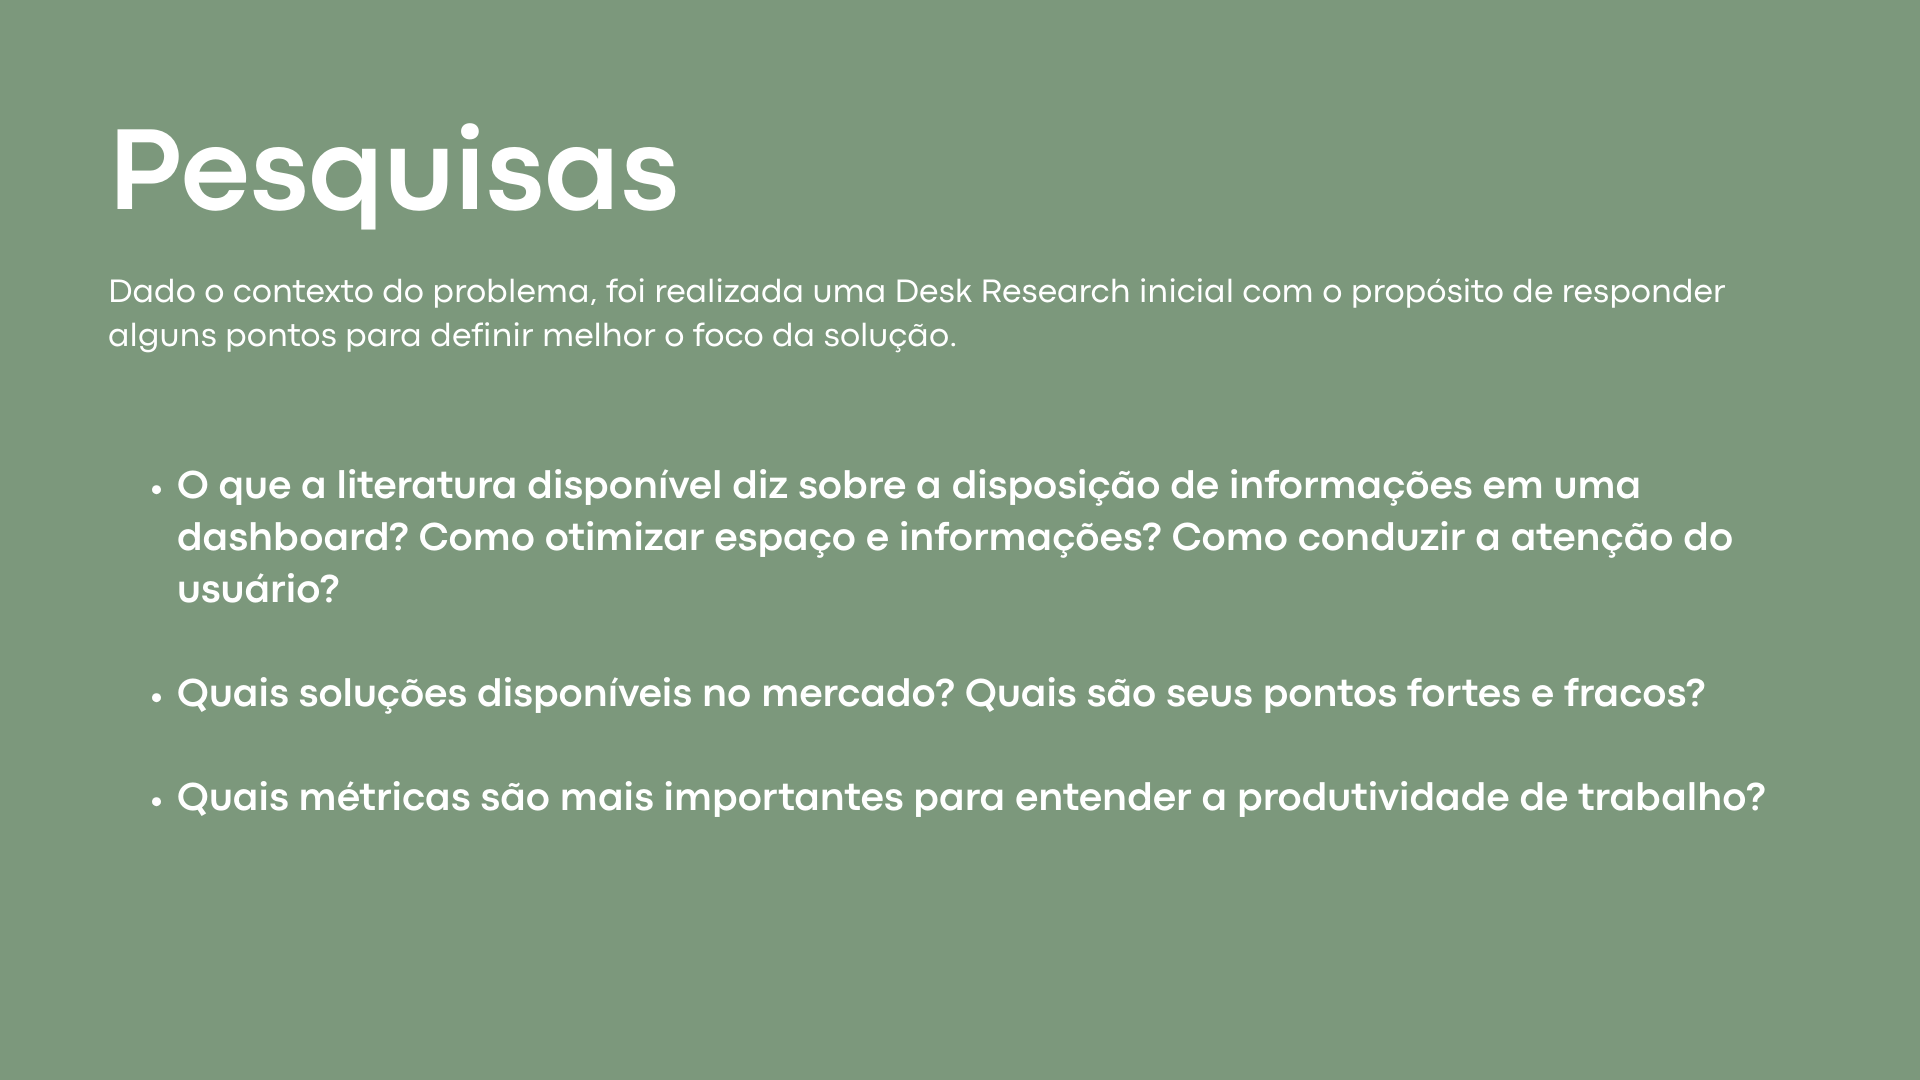 Pesquisas
Dado o contexto do problema, foi realizada uma Desk Research inicial com o propósito de responder
alguns pontos para definir melhor o foco da solução.
• O que a literatura disponível diz sobre a disposição de informações em uma
dashboard? Como otimizar espaço e informações? Como conduzir a atenção do
usuário?
• Quais soluções disponíveis no mercado? Quais são seus pontos fortes e fracos?
• Quais métricas são mais importantes para entender a produtividade de trabalho?